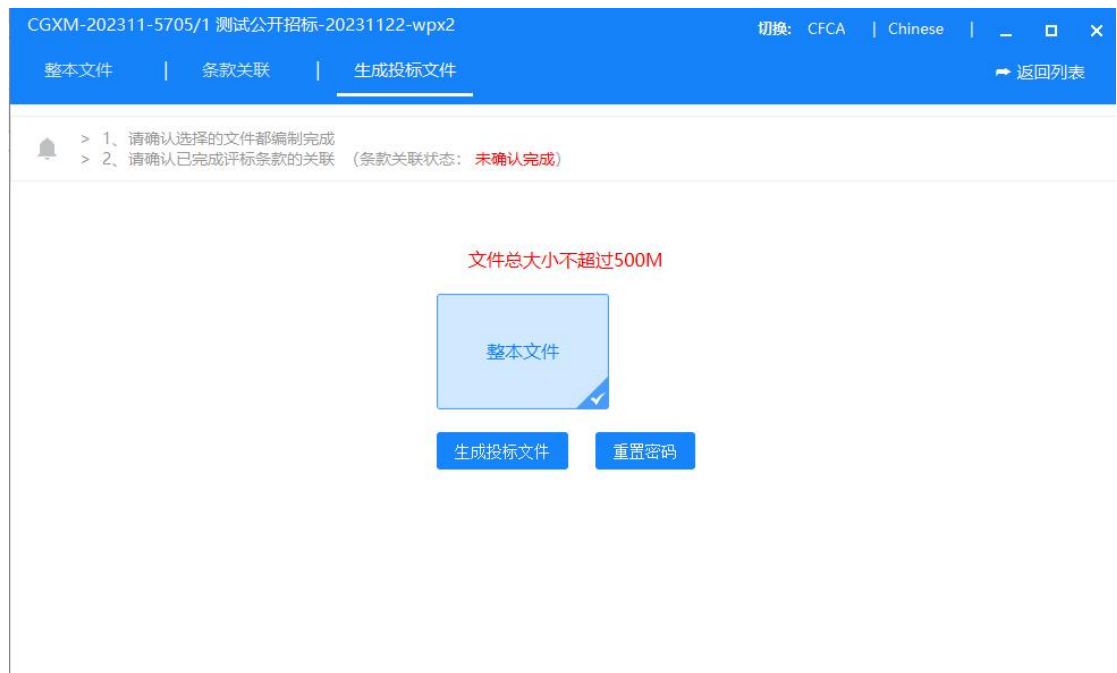 CGXM-202311-5705/1 测试公开招标-20231122-wpx2
切换: CFCA | Chinese |
整本文件 | 条款关联 | 生成投标文件
返回列表
> 1、请确认选择的文件都编制完成
> 2、请确认已完成评标条款的关联 (条款关联状态: 未确认完成)
文件总大小不超过500M
整本文件
生成投标文件
重置密码